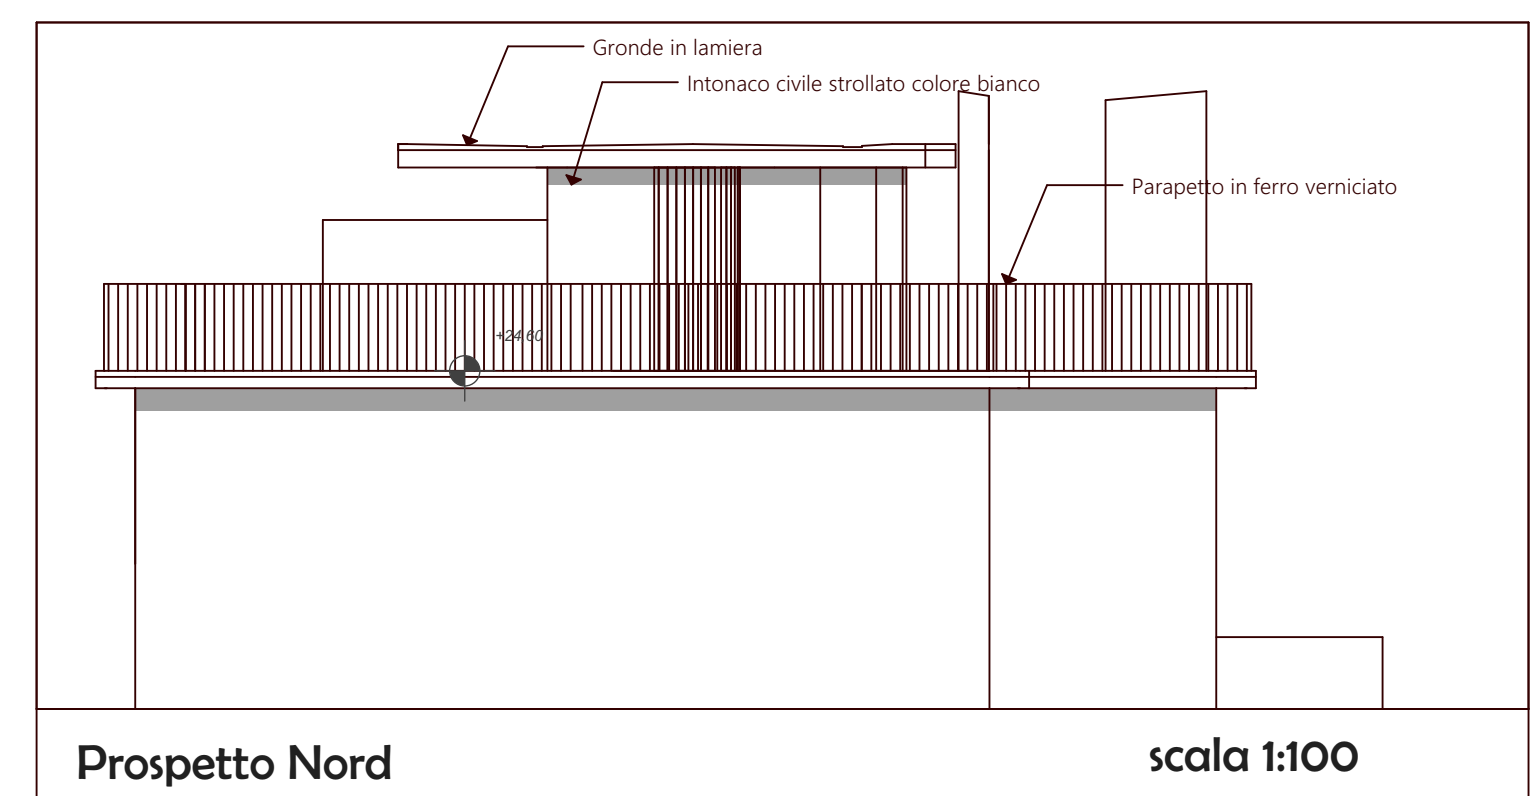 Gronde in lamiera
Intonaco civile strollato colore bianco
Parapetto in ferro verniciato
+24.60
Prospetto Nord
scala 1:100